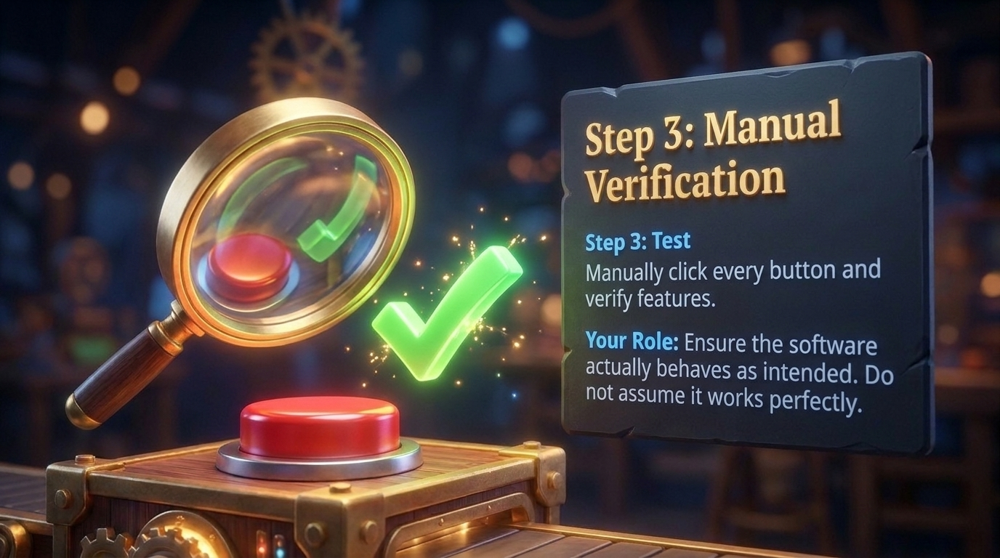 Step 3: Manual
Verification
Step 3: Test
Manually click every button and
verify features.
Your Role: Ensure the software
actually behaves as intended. Do
not assume it works perfectly.